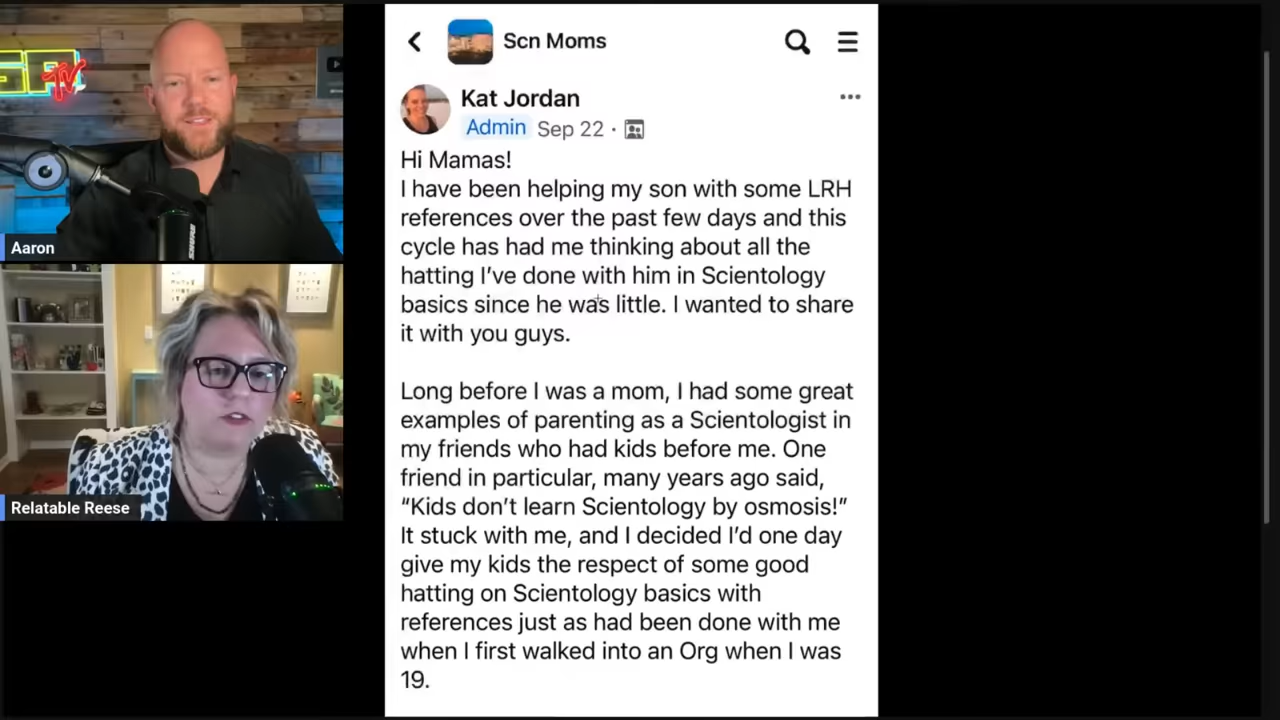 TV
Aaron
Relatable Reese
Scn Moms
Kat Jordan
Admin Sep 22 ·
Hi Mamas!
I have been helping my son with some LRH
references over the past few days and this
cycle has had me thinking about all the
hatting I’ve done with him in Scientology
basics since he was little. I wanted to share
it with you guys.
Long before I was a mom, I had some great
examples of parenting as a Scientologist in
my friends who had kids before me. One
friend in particular, many years ago said,
“Kids don’t learn Scientology by osmosis!”
It stuck with me, and I decided I’d one day
give my kids the respect of some good
hatting on Scientology basics with
references just as had been done with me
when I first walked into an Org when I was
19.